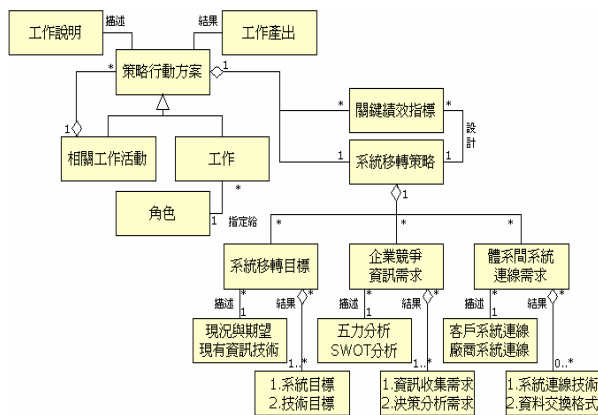 工作說明
描述
結果
工作產出
策略行動方案
*
1
*
關鍵績效指標
*
設計
1
相關工作活動
工作
1
系統移轉策略
1
*
1
角色
1
指定給
*
*
*
系統移轉目標
企業競爭
資訊需求
體系間系統
連線需求
*
*
*
*
*
*
描述
1
結果
描述
1
結果
描述
1
結果
現況與期望
現有資訊技術
五力分析
SWOT分析
客戶系統連線
廠商系統連線
1..*
1..*
0..*
1.系統目標
2.技術目標
1.資訊收集需求
2.決策分析需求
1.系統連線技術
2.資料交換格式